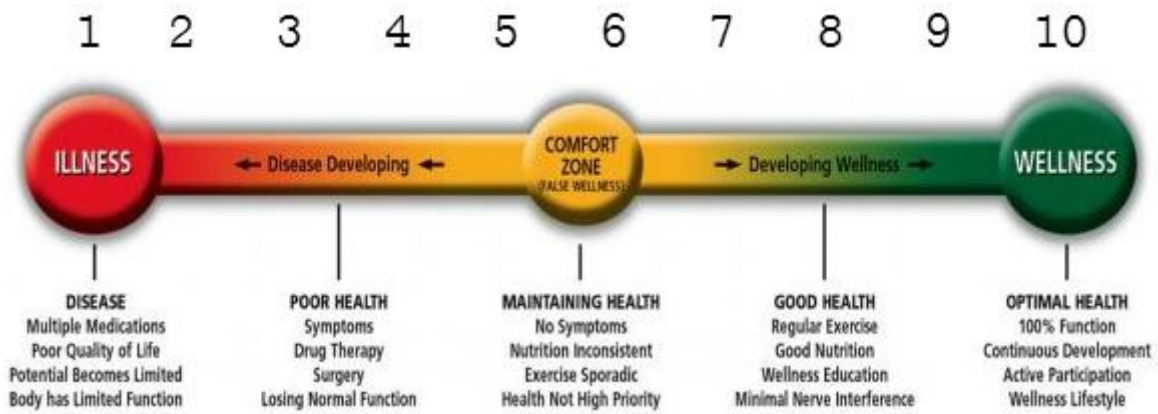 1 2 3 4 5 6 7 8 9 10
ILLNESS
← Disease Developing ←
COMFORT
ZONE
(FALSE WELLNESS)
→ Developing Wellness →
WELLNESS
DISEASE
Multiple Medications
Poor Quality of Life
Potential Becomes Limited
Body has Limited Function
POOR HEALTH
Symptoms
Drug Therapy
Surgery
Losing Normal Function
MAINTAINING HEALTH
No Symptoms
Nutrition Inconsistent
Exercise Sporadic
Health Not High Priority
GOOD HEALTH
Regular Exercise
Good Nutrition
Wellness Education
Minimal Nerve Interference
OPTIMAL HEALTH
100% Function
Continuous Development
Active Participation
Wellness Lifestyle